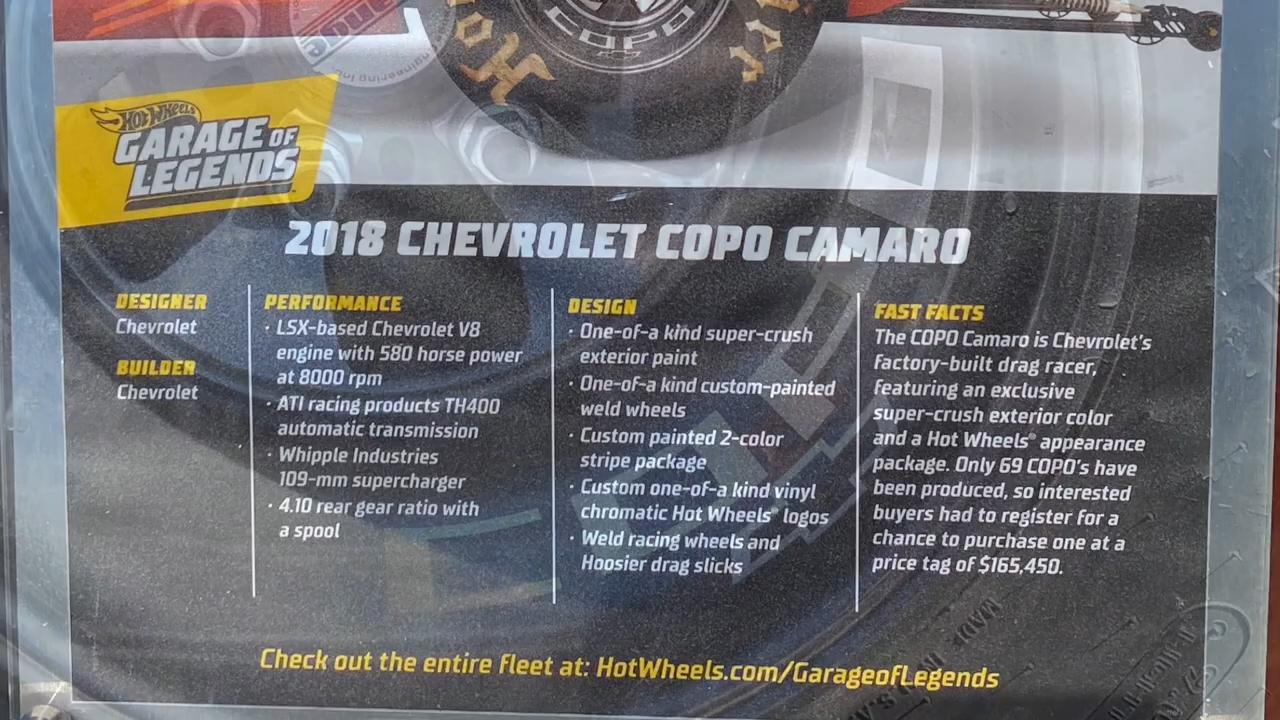 COPO
Hot
Hot Wheels
GARAGE OF
LEGENDS
2018 CHEVROLET COPO CAMARO
DESIGNER
Chevrolet
BUILDER
Chevrolet
PERFORMANCE
· LSX-based Chevrolet V8
engine with 580 horse power
at 8000 rpm
· ATI racing products TH400
automatic transmission
· Whipple Industries
109-mm supercharger
· 4.10 rear gear ratio with
a spool
DESIGN
· One-of-a kind super-crush
exterior paint
· One-of-a kind custom-painted
weld wheels
· Custom painted 2-color
stripe package
· Custom one-of-a kind vinyl
chromatic Hot Wheels® logos
· Weld racing wheels and
Hoosier drag slicks
FAST FACTS
The COPO Camaro is Chevrolet's
factory-built drag racer,
featuring an exclusive
super-crush exterior color
and a Hot Wheels® appearance
package. Only 69 COPO's have
been produced, so interested
buyers had to register for a
chance to purchase one at a
price tag of $165,450.
Check out the entire fleet at: HotWheels.com/GarageofLegends